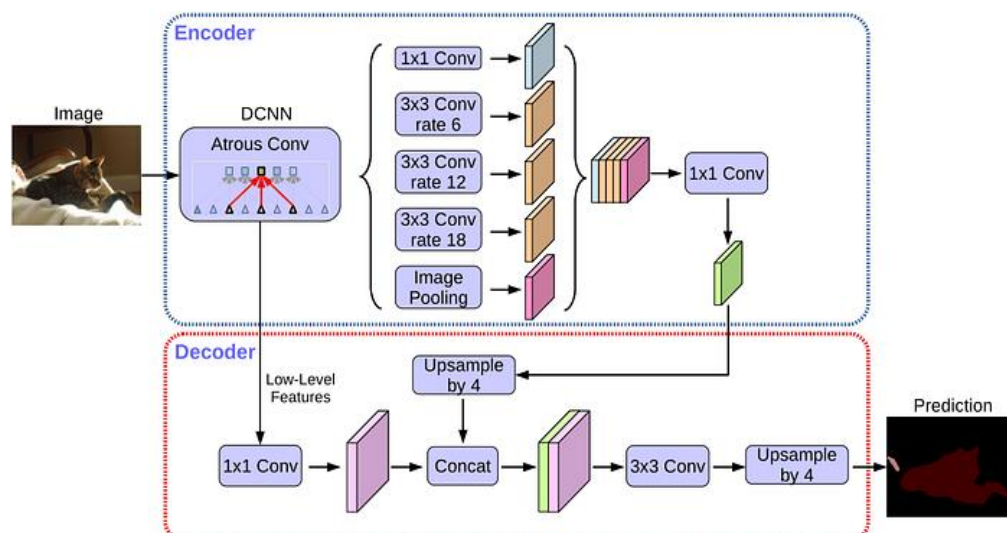 Encoder
Image
DCNN
Atrous Conv
1x1 Conv
3x3 Conv
rate 6
3x3 Conv
rate 12
3x3 Conv
rate 18
Image
Pooling
1x1 Conv
Decoder
Low-Level
Features
Upsample
by 4
1x1 Conv
Concat
3x3 Conv
Upsample
by 4
Prediction